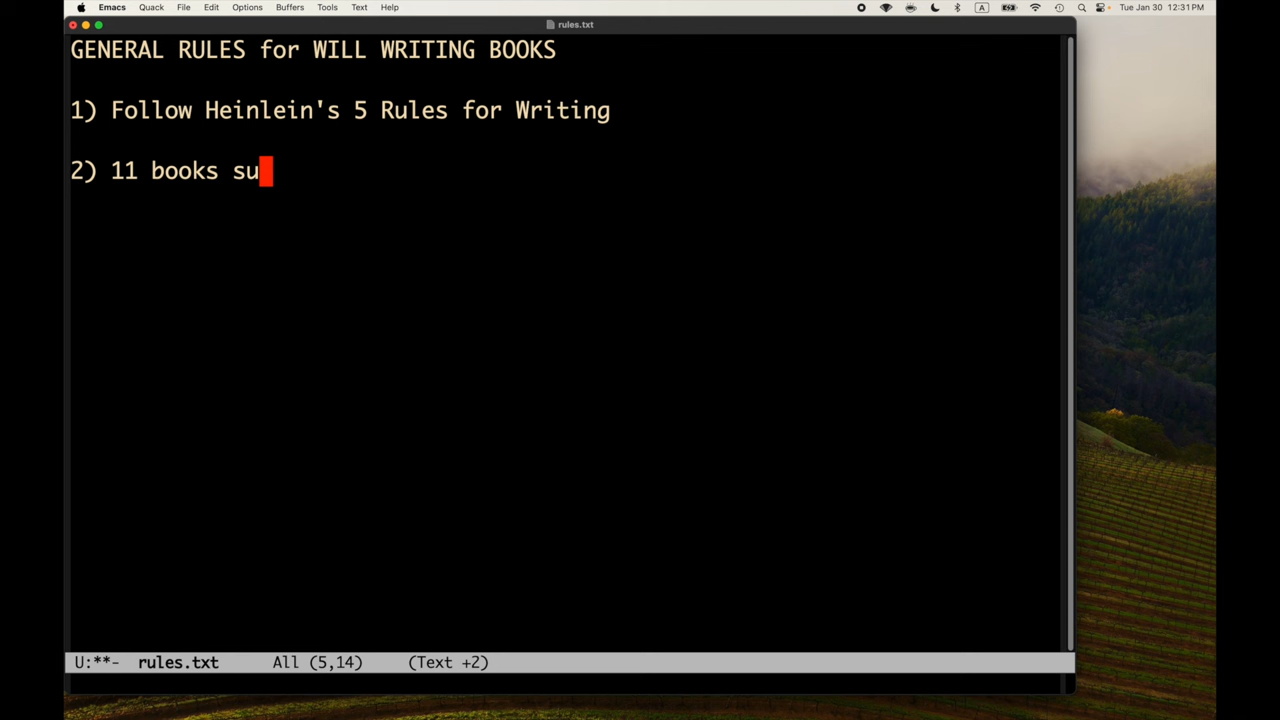 Emacs Quack File Edit Options Buffers Tools Text Help A Tue Jan 30 12:31 PM
rules.txt
GENERAL RULES for WILL WRITING BOOKS
1) Follow Heinlein's 5 Rules for Writing
2) 11 books su
U:**- rules.txt All (5,14) (Text +2)